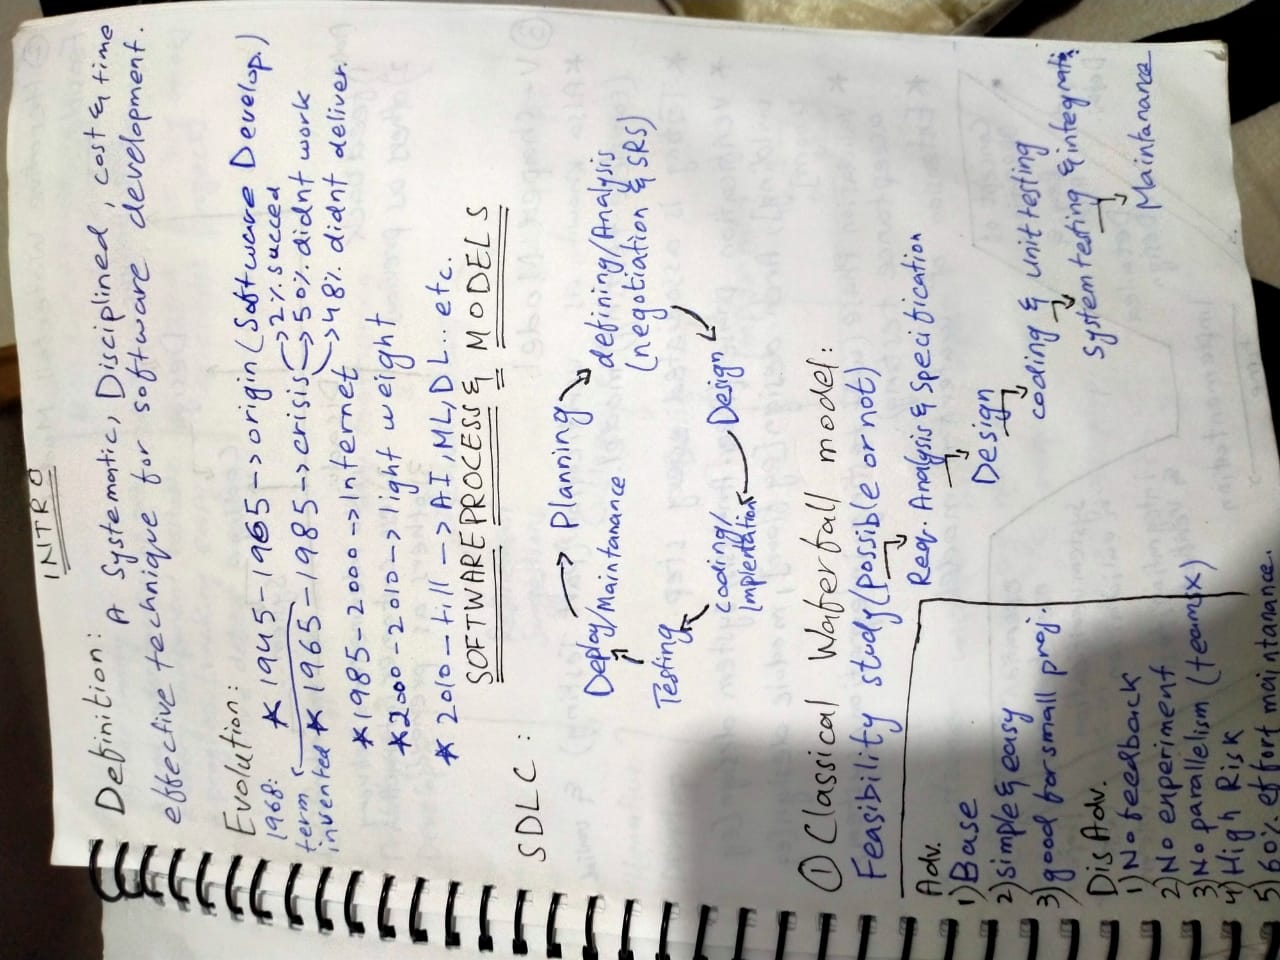 INTRO
Definition:
A Systematic, Disciplined, cost & time
effective technique for software development.
Evolution:
* 1945-1965 -> origin (Software Develop.)
1968:
term
invented
* 1965-1985 -> crisis
-> 2% succed
-> 50% didnt work
-> 48% didnt deliver.
* 1985-2000 -> internet
* 2000-2010 -> light weight
* 2010-till -> AI, ML, DL.. etc.
SOFTWARE PROCESS & MODELS
SDLC:
Planning
defining/Analysis
(negotiation & SRS)
Design
coding/
Implentation
Testing
Deploy/Maintanance
① Classical Waterfall model:
Feasibility study (possible or not)
Req. Analysis & Specification
Design
coding & unit testing
System testing & integrati
Maintanance
Adv.
1) Base
2) simple & easy
3) good for small proj.
DisAdv.
1) No feedback
2) No experiment
3) No parallelism (teams x)
4) High Risk
5) 60% effort maintanance.